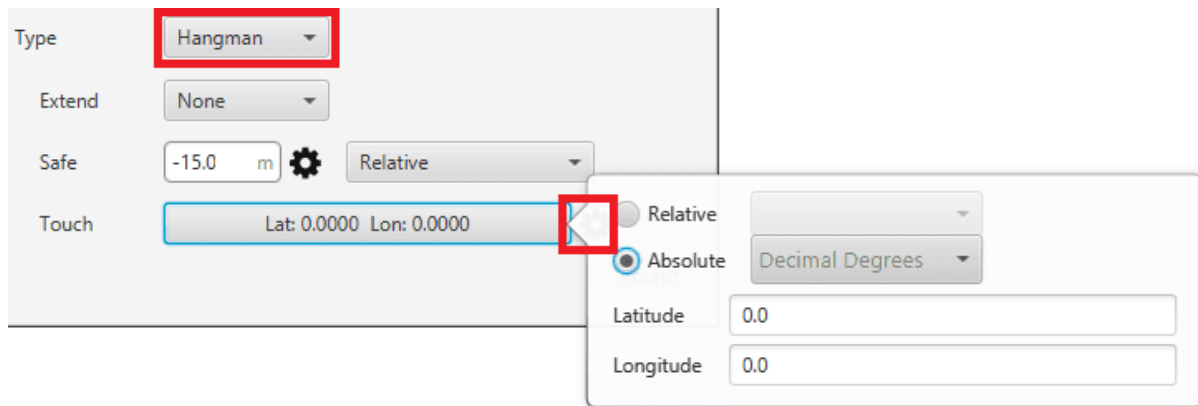 Type Hangman
Extend None
Safe -15.0 m Relative
Touch Lat: 0.0000 Lon: 0.0000
Relative
Absolute Decimal Degrees
Accept
Latitude 0.0
Longitude 0.0